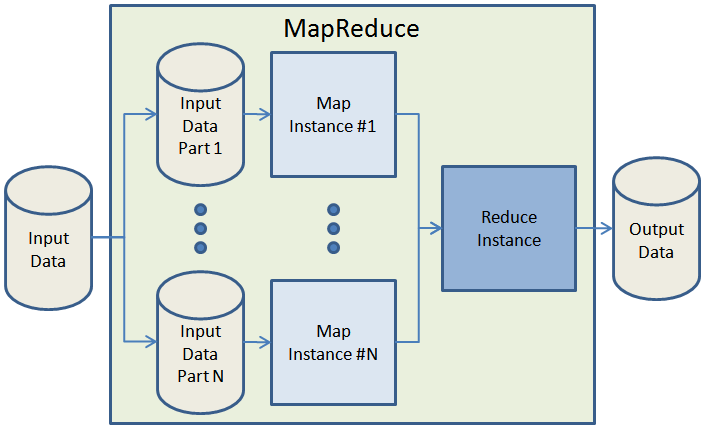 MapReduce
Input
Data
Input
Data
Part 1
Map
Instance #1
Input
Data
Part N
Map
Instance #N
Reduce
Instance
Output
Data